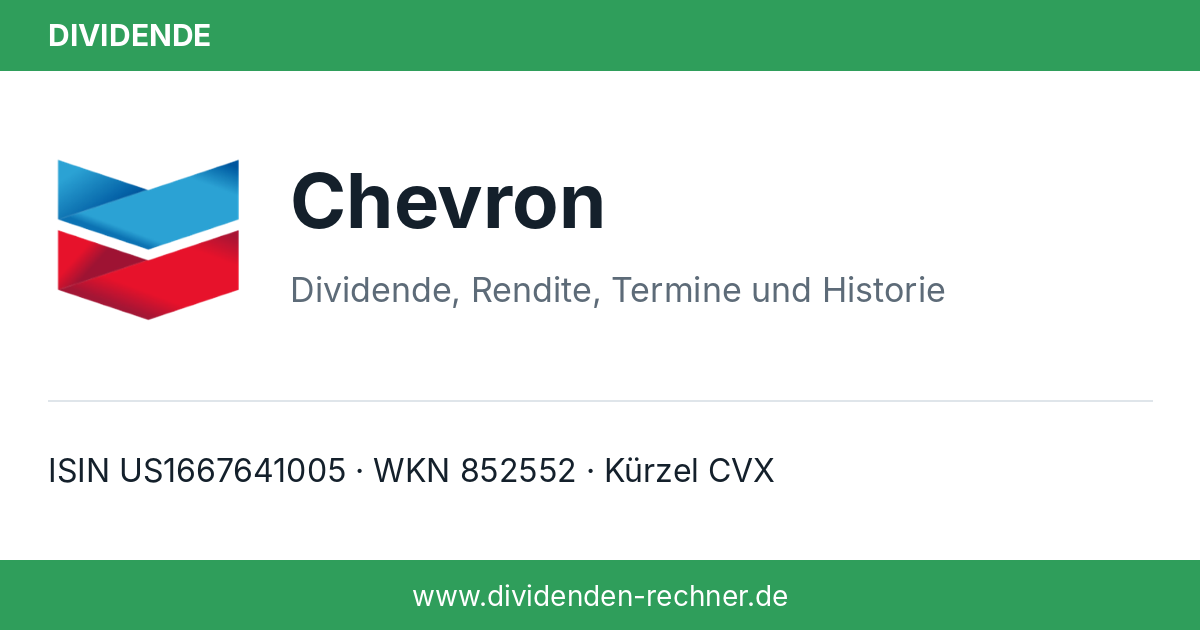 DIVIDENDE
Chevron
Dividende, Rendite, Termine und Historie
ISIN US1667641005 · WKN 852552 · Kürzel CVX
www.dividenden-rechner.de